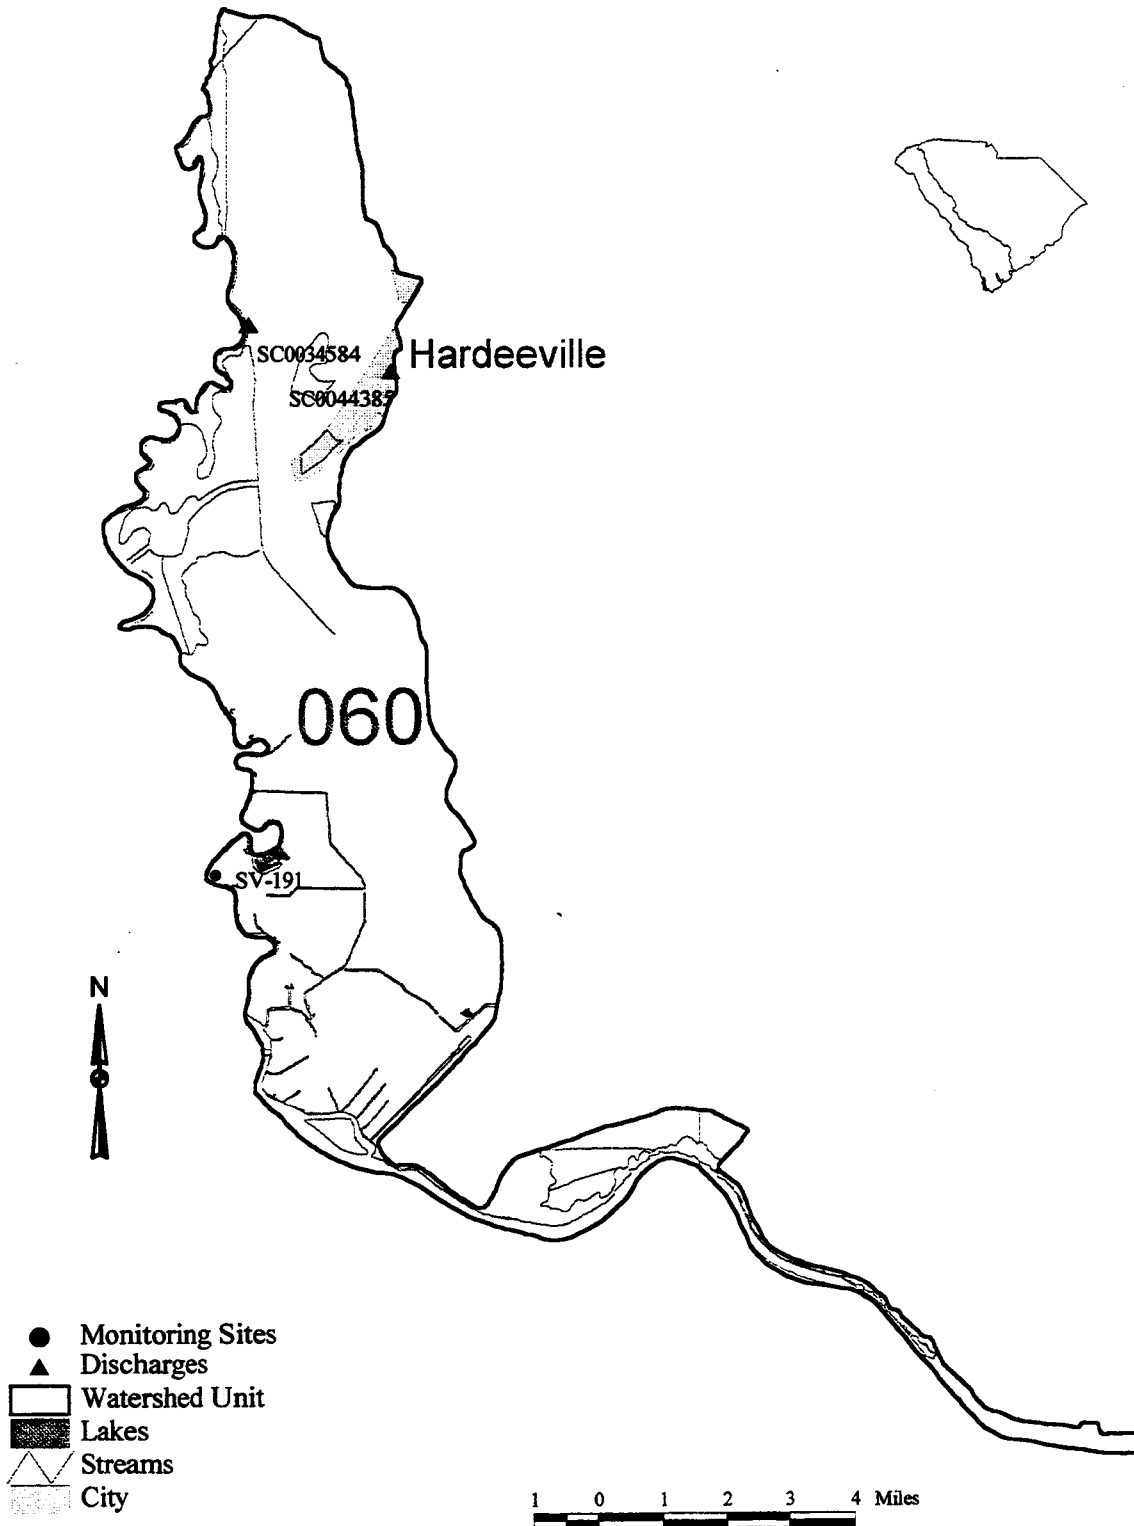 SC0034584
Hardeeville
SC0044385
060
SV-191
N
Monitoring Sites
Discharges
Watershed Unit
Lakes
Streams
City
1 0 1 2 3 4 Miles